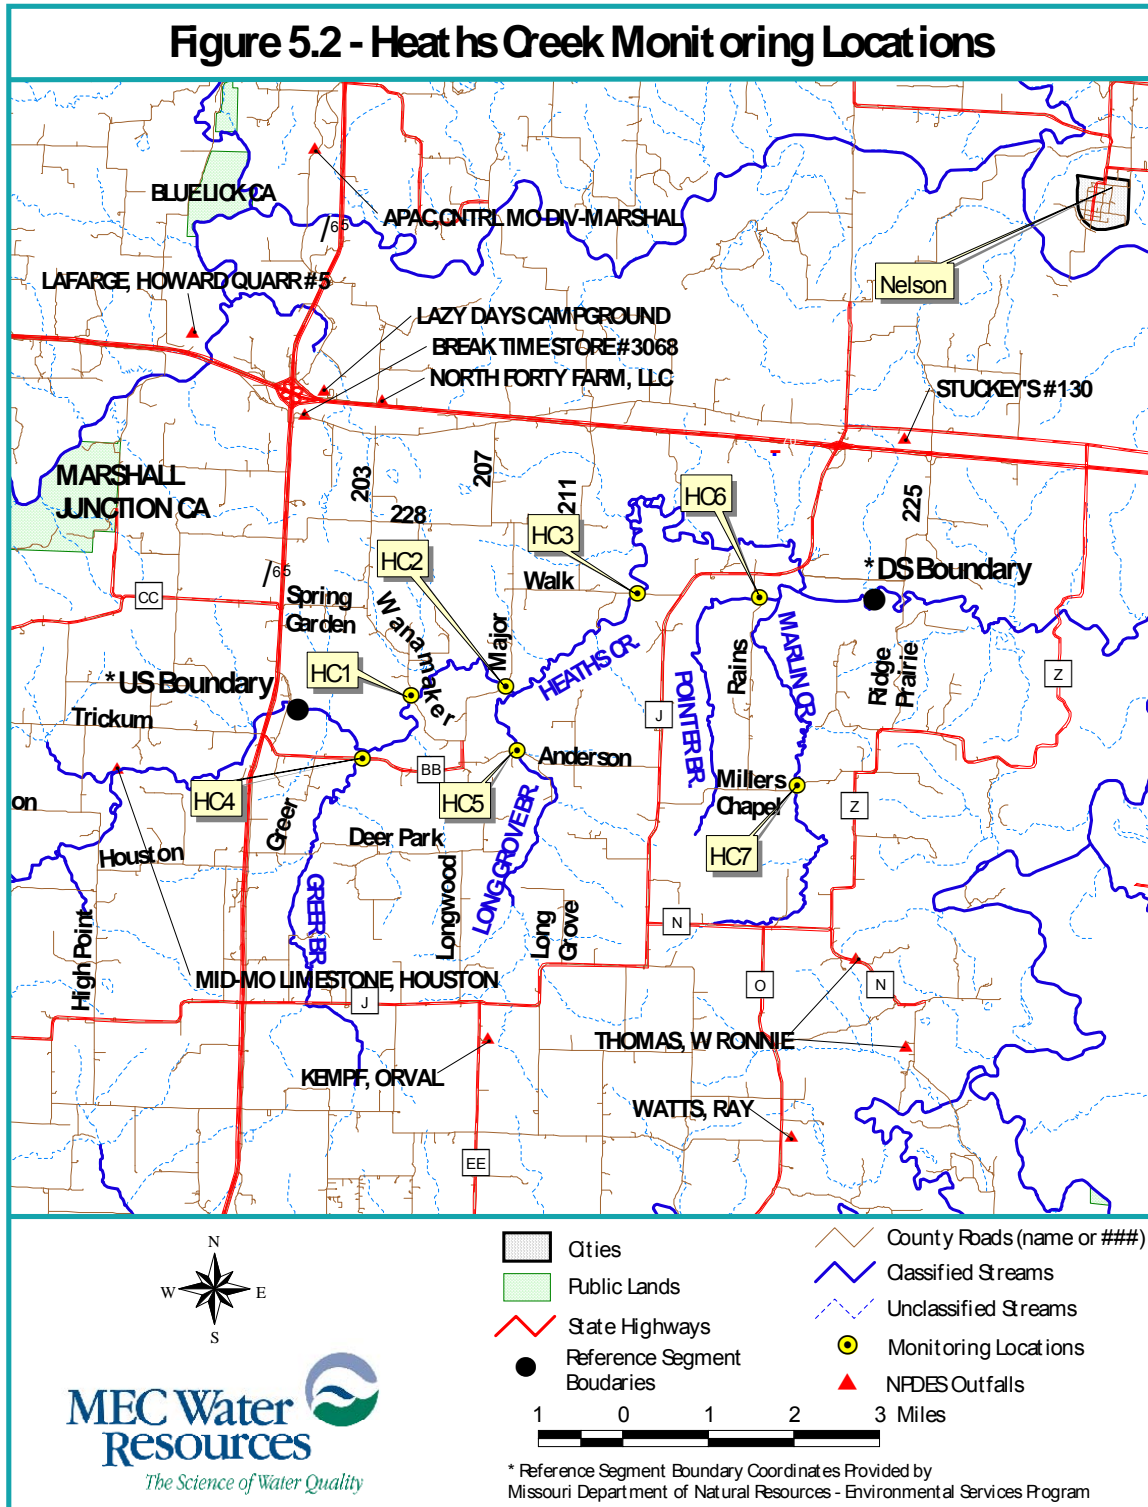 Figure 5.2 - Heaths Creek Monitoring Locations
BLUE LICK CA
APAC, CNTRL MO-DIV-MARSHAL
65
LAFARGE, HOWARD QUARR #5
Nelson
LAZY DAYS CAMPGROUND
BREAK TIME STORE #3068
NORTH FORTY FARM, LLC
STUCKEY'S #130
70
MARSHALL
JUNCTION CA
203
207
211
225
228
HC6
HC3
HC2
65
CC
Spring
Garden
Wanamaker
Walk
* DS Boundary
Major
HEATHS CR.
Rains
MARLIN CR.
Ridge
Prairie
Z
* US Boundary
HC1
Trickum
POINTER BR.
J
BB
Anderson
HC4
HC5
Millers
Chapel
Z
on
Greer
Deer Park
HC7
Houston
LONG GROVE BR.
Longwood
GREER BR.
High Point
Long
Grove
N
MID-MO LIMESTONE, HOUSTON
J
O
N
THOMAS, W RONNIE
KEMPF, ORVAL
WATTS, RAY
EE
N
W
E
S
Cities
Public Lands
State Highways
Reference Segment
Boudaries
County Roads (name or ###)
Classified Streams
Unclassified Streams
Monitoring Locations
NPDES Outfalls
1 0 1 2 3 Miles
MEC Water
Resources
The Science of Water Quality
* Reference Segment Boundary Coordinates Provided by
Missouri Department of Natural Resources - Environmental Services Program